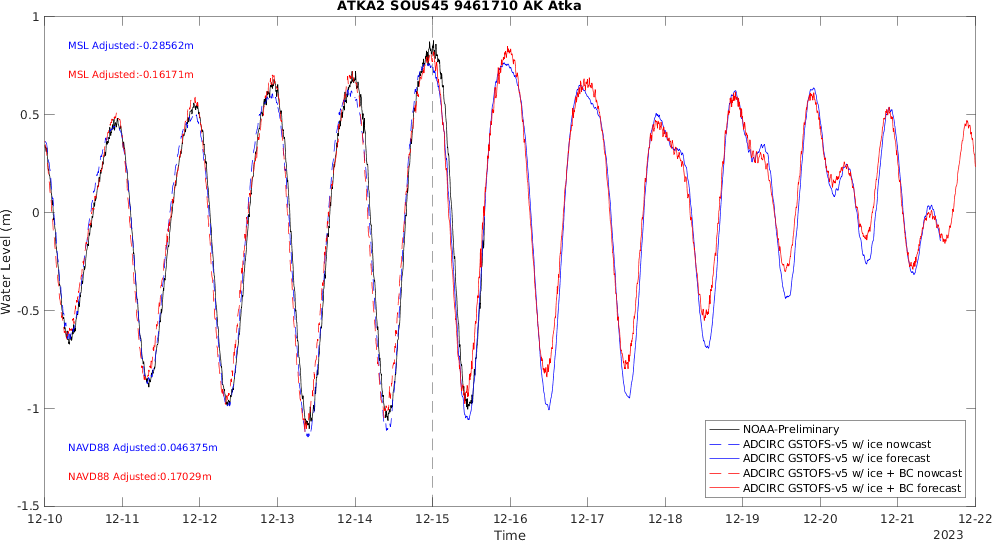 ATKA2 SOUS45 9461710 AK Atka
MSL Adjusted:-0.28562m
MSL Adjusted:-0.16171m
NAVD88 Adjusted:0.046375m
NAVD88 Adjusted:0.17029m
Water Level (m)
1
0.5
0
-0.5
-1
-1.5
NOAA-Preliminary
ADCIRC GSTOFS-v5 w/ ice nowcast
ADCIRC GSTOFS-v5 w/ ice forecast
ADCIRC GSTOFS-v5 w/ ice + BC nowcast
ADCIRC GSTOFS-v5 w/ ice + BC forecast
12-10 12-11 12-12 12-13 12-14 12-15 12-16 12-17 12-18 12-19 12-20 12-21 12-22
Time
2023